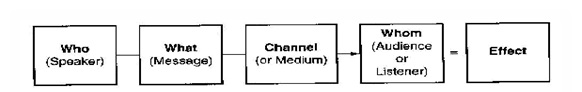 Who
(Speaker)
What
(Message)
Channel
(or Medium)
Whom
(Audience
or
Listener)
=
Effect